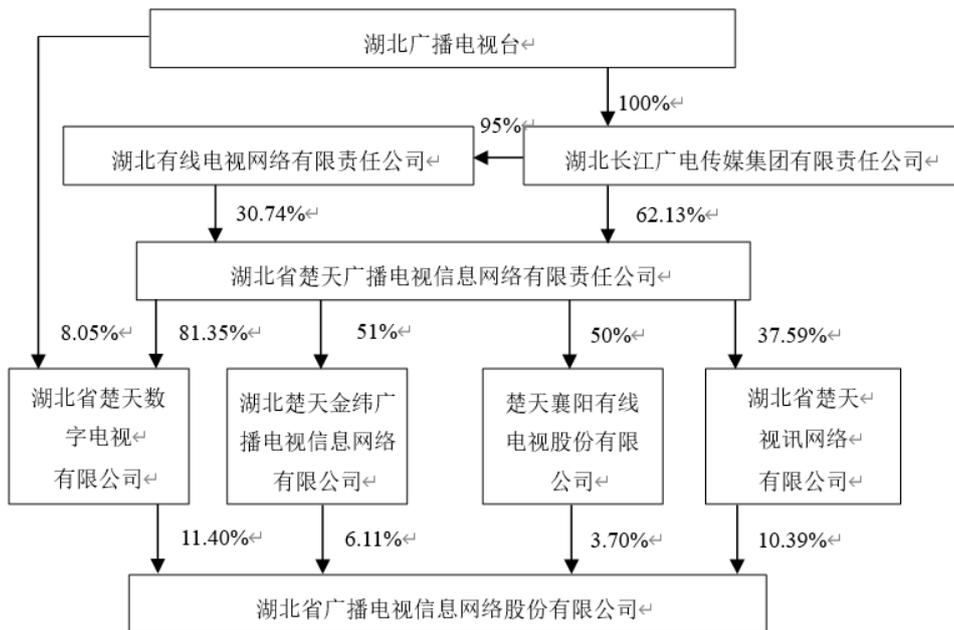 湖北广播电视台↵
100%↵
95%↵
湖北有线电视网络有限责任公司↵
湖北长江广电传媒集团有限责任公司↵
30.74%↵
62.13%↵
湖北省楚天广播电视信息网络有限责任公司↵
8.05%↵
81.35%↵
51%↵
50%↵
37.59%↵
湖北省楚天数
字电视↵
有限公司↵
湖北楚天金纬广
播电视信息网络
有限公司↵
楚天襄阳有线
电视股份有限
公司↵
湖北省楚天↵
视讯网络↵
有限公司↵
11.40%↵
6.11%↵
3.70%↵
10.39%↵
湖北省广播电视信息网络股份有限公司↵